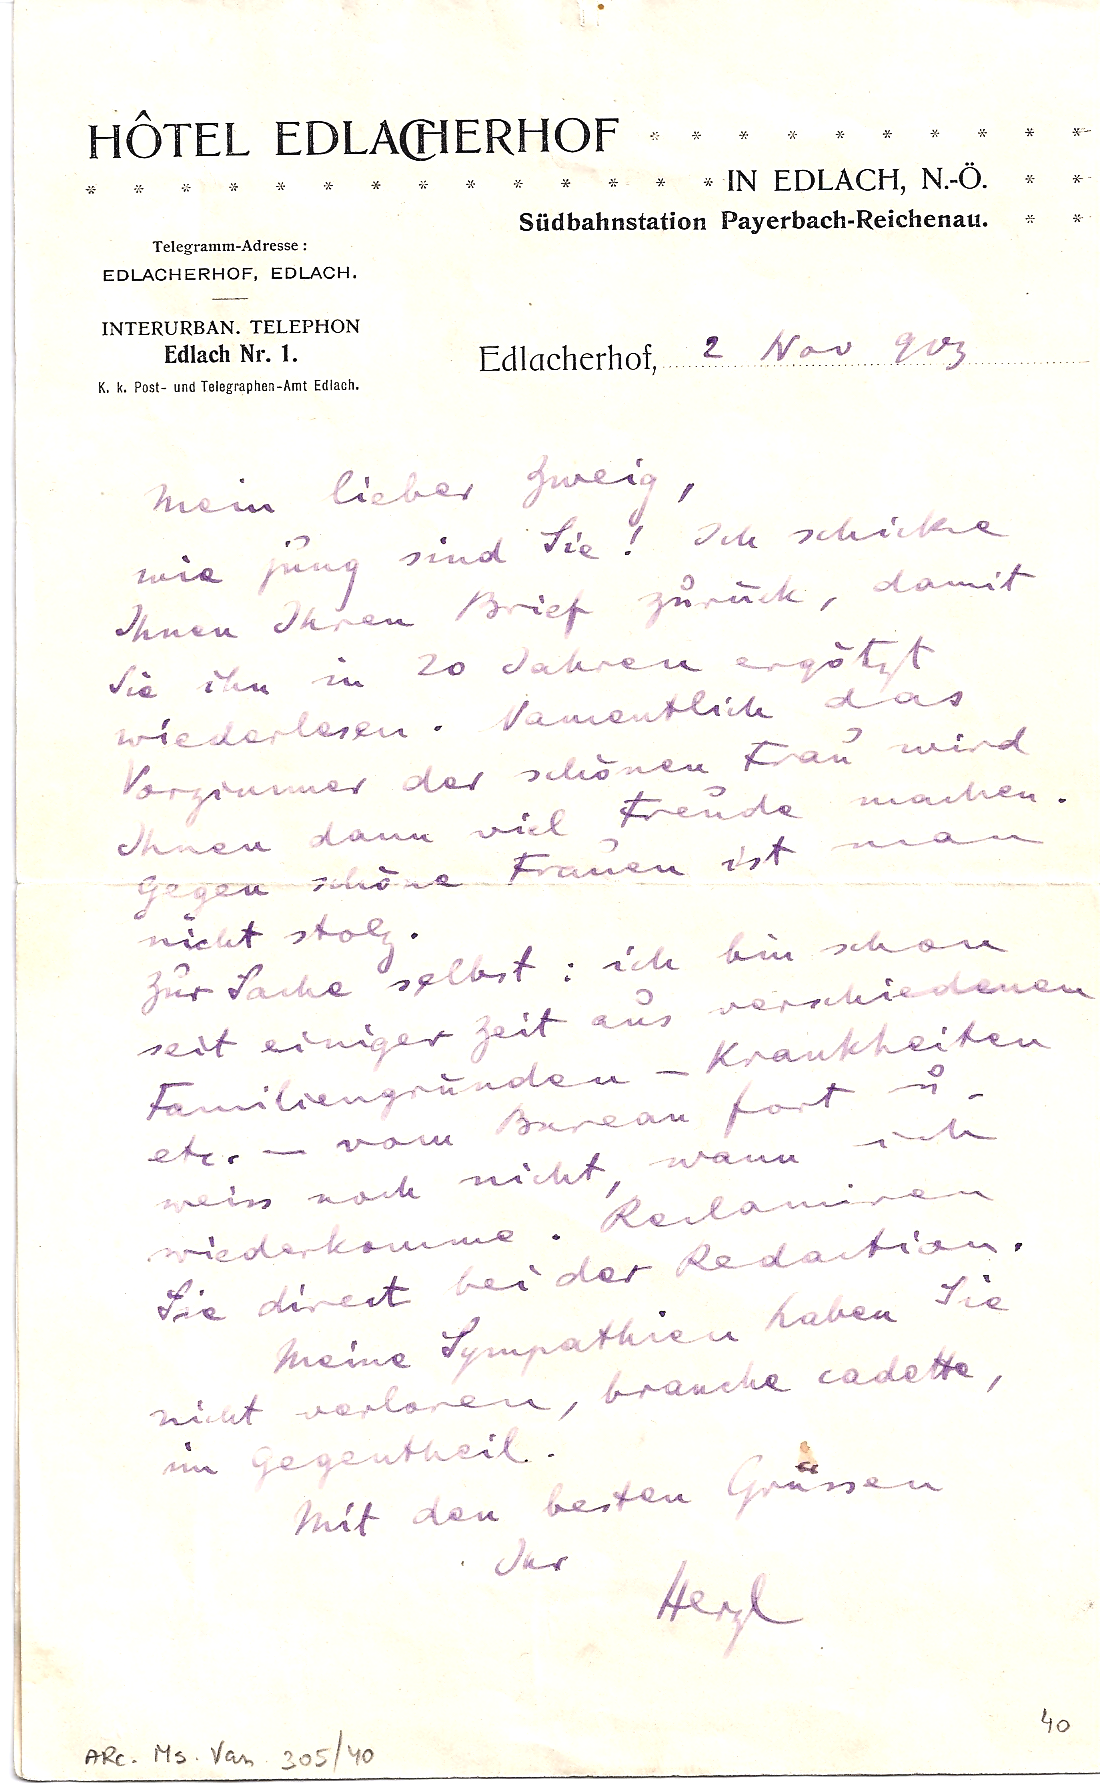 HÔTEL EDLACHERHOF
IN EDLACH, N.-Ö.
Südbahnstation Payerbach-Reichenau.
Telegramm-Adresse:
EDLACHERHOF, EDLACH.
INTERURBAN. TELEPHON
Edlach Nr. 1.
K. k. Post- und Telegraphen-Amt Edlach.
Edlacherhof, 2 Nov 903
Mein lieber Zweig,
wie jung sind Sie! Ich schicke
Ihnen Ihren Brief zurück, damit
Sie ihn in 20 Jahren ergötzt
wiederlesen. Namentlich das
Vorzimmer der schönen Frau wird
Ihnen dann viel Freude machen.
Gegen schöne Frauen ist man
nicht stolz.
Zur Sache selbst: ich bin schon
seit einiger Zeit aus verschiedenen
Familiengründen – Krankheiten
etc. – vom Bureau fort u.
weiss noch nicht, wann ich
wiederkomme. Reclamiren
Sie direct bei der Redaction.
Meine Sympathien haben Sie
nicht verloren, branche cadette,
im Gegentheil.
Mit den besten Grüssen
Ihr
Herzl
40
ARC. Ms. Var. 305/40